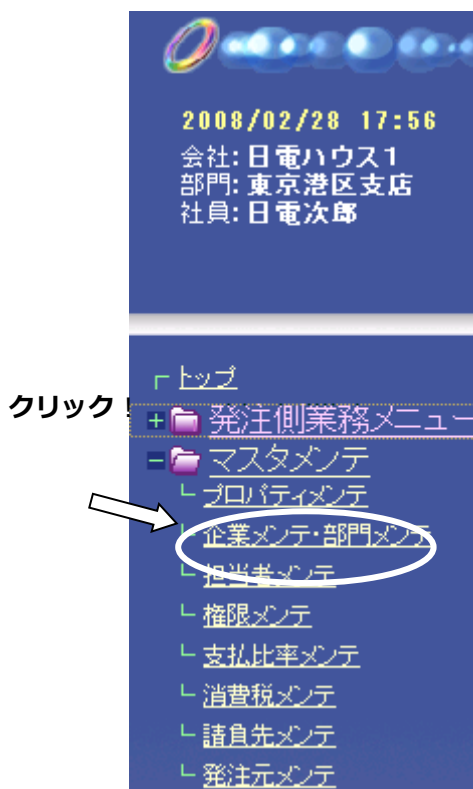 2008/02/28 17:56
会社:日電ハウス1
部門:東京港区支店
社員:日電次郎
トップ
クリック!
発注側業務メニュー
マスタメンテ
プロパティメンテ
企業メンテ・部門メンテ
担当者メンテ
権限メンテ
支払比率メンテ
消費税メンテ
請負先メンテ
発注元メンテ